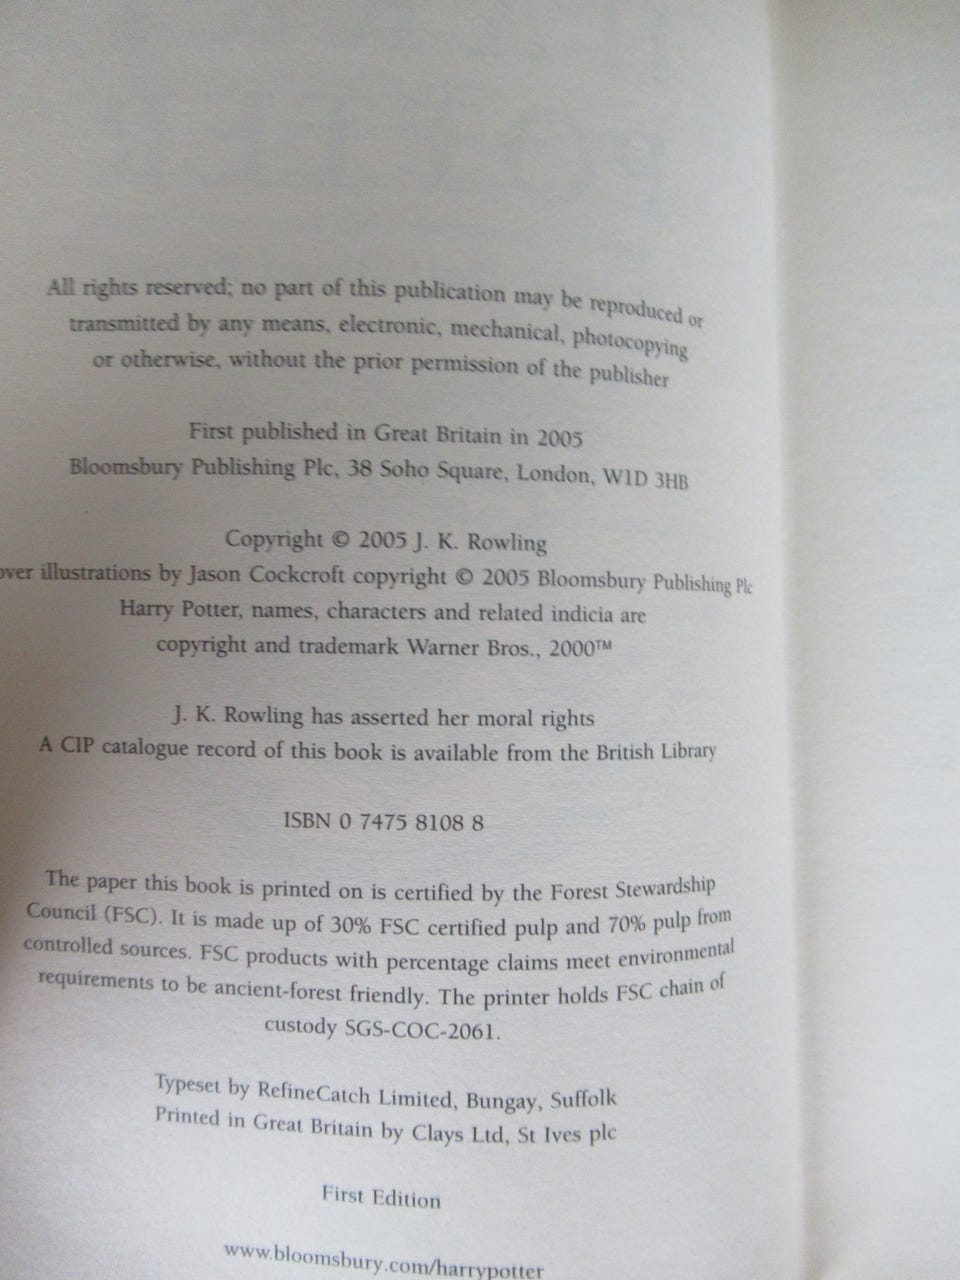 All rights reserved; no part of this publication may be reproduced or
transmitted by any means, electronic, mechanical, photocopying
or otherwise, without the prior permission of the publisher
First published in Great Britain in 2005
Bloomsbury Publishing Plc, 38 Soho Square, London, W1D 3HB
Copyright © 2005 J. K. Rowling
over illustrations by Jason Cockcroft copyright © 2005 Bloomsbury Publishing Plc
Harry Potter, names, characters and related indicia are
copyright and trademark Warner Bros., 2000™
J. K. Rowling has asserted her moral rights
A CIP catalogue record of this book is available from the British Library
ISBN 0 7475 8108 8
The paper this book is printed on is certified by the Forest Stewardship
Council (FSC). It is made up of 30% FSC certified pulp and 70% pulp from
controlled sources. FSC products with percentage claims meet environmental
requirements to be ancient-forest friendly. The printer holds FSC chain of
custody SGS-COC-2061.
Typeset by RefineCatch Limited, Bungay, Suffolk
Printed in Great Britain by Clays Ltd, St Ives plc
First Edition
www.bloomsbury.com/harrypotter